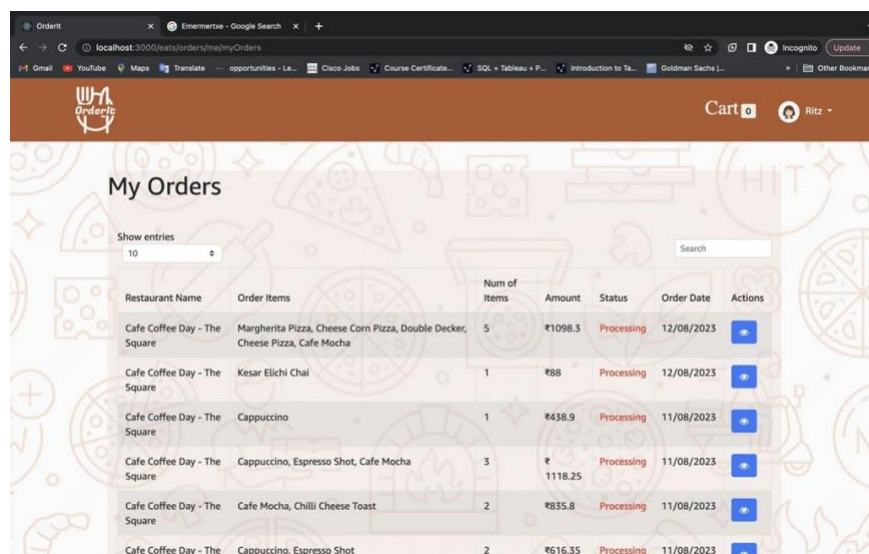 OrderIt
Emermertxe - Google Search
localhost:3000/eats/orders/me/myOrders
Incognito
Update
Gmail
YouTube
Maps
Translate
opportunities - Le...
Cisco Jobs
Course Certificate...
SQL + Tableau + P...
Introduction to Ta...
Goldman Sachs |...
»
Other Bookmar
OrderIt
Cart 0
Ritz
HIT
My Orders
Show entries
10
Search
Restaurant Name Order Items Num of Items Amount Status Order Date Actions
Cafe Coffee Day - The Square Margherita Pizza, Cheese Corn Pizza, Double Decker, Cheese Pizza, Cafe Mocha 5 ₹1098.3 Processing 12/08/2023
Cafe Coffee Day - The Square Kesar Elichi Chai 1 ₹88 Processing 12/08/2023
Cafe Coffee Day - The Square Cappuccino 1 ₹438.9 Processing 11/08/2023
Cafe Coffee Day - The Square Cappuccino, Espresso Shot, Cafe Mocha 3 ₹ 1118.25 Processing 11/08/2023
Cafe Coffee Day - The Square Cafe Mocha, Chilli Cheese Toast 2 ₹835.8 Processing 11/08/2023
Cafe Coffee Day - The Cappuccino, Espresso Shot 2 ₹616.35 Processing 11/08/2023